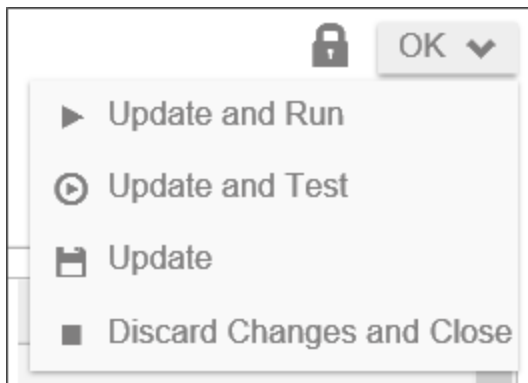 OK
Update and Run
Update and Test
Update
Discard Changes and Close